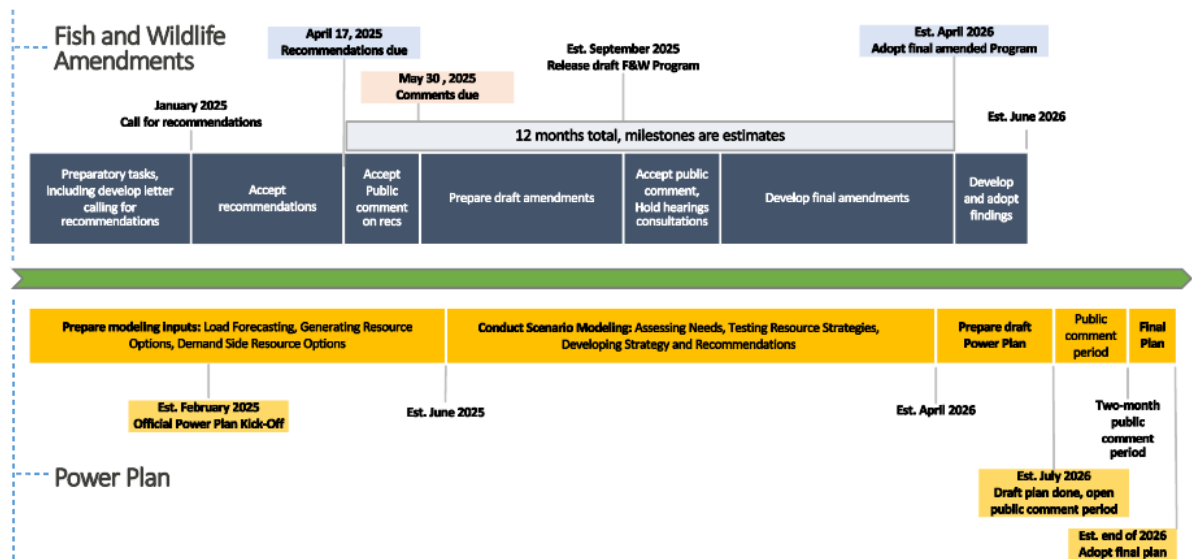 Fish and Wildlife
Amendments
April 17, 2025
Recommendations due
Est. September 2025
Release draft F&W Program
Est. April 2026
Adopt final amended Program
May 30 , 2025
Comments due
January 2025
Call for recommendations
Est. June 2026
12 months total, milestones are estimates
Preparatory tasks,
including develop letter
calling for
recommendations
Accept
recommendations
Accept
Public
comment
on recs
Prepare draft amendments
Accept public
comment,
Hold hearings
consultations
Develop final amendments
Develop
and adopt
findings
Prepare modeling inputs: Load Forecasting, Generating Resource
Options, Demand Side Resource Options
Conduct Scenario Modeling: Assessing Needs, Testing Resource Strategies,
Developing Strategy and Recommendations
Prepare draft
Power Plan
Public
comment
period
Final
Plan
Est. February 2025
Official Power Plan Kick-Off
Est. June 2025
Est. April 2026
Two-month
public
comment
period
Power Plan
Est. July 2026
Draft plan done, open
public comment period
Est. end of 2026
Adopt final plan